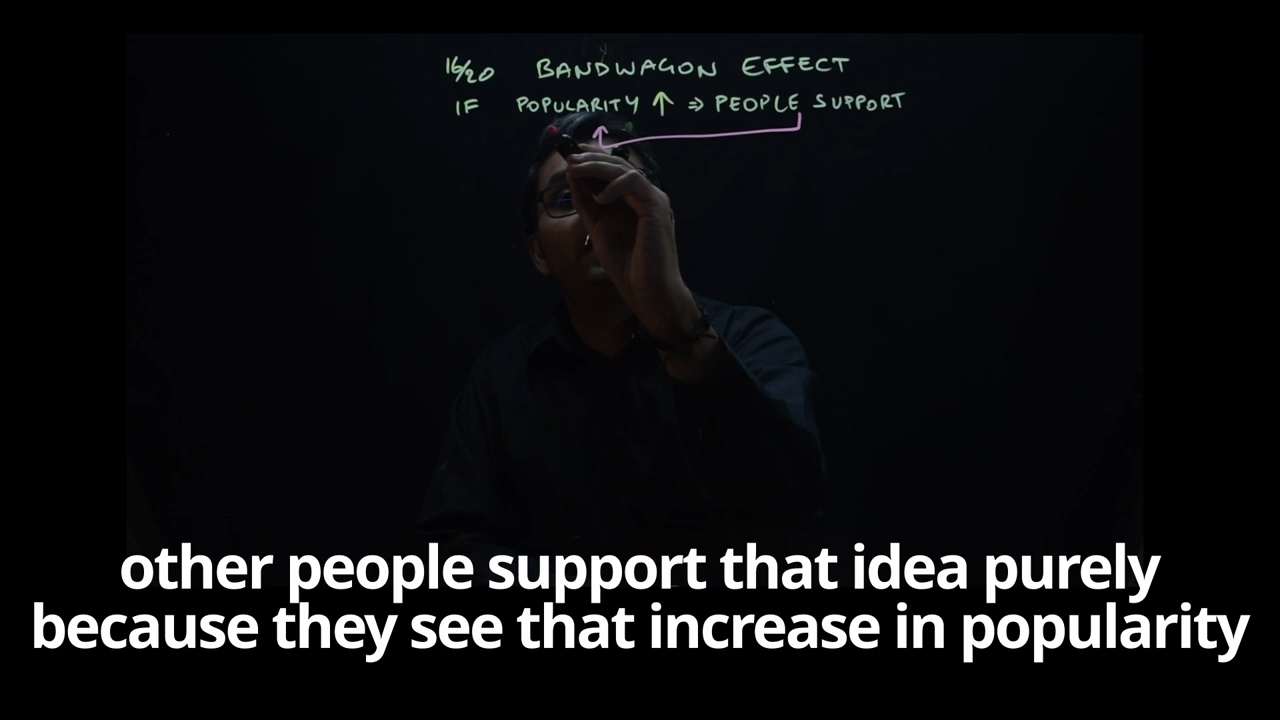 16/20 BANDWAGON EFFECT
IF POPULARITY ↑ ⇒ PEOPLE SUPPORT
other people support that idea purely
because they see that increase in popularity